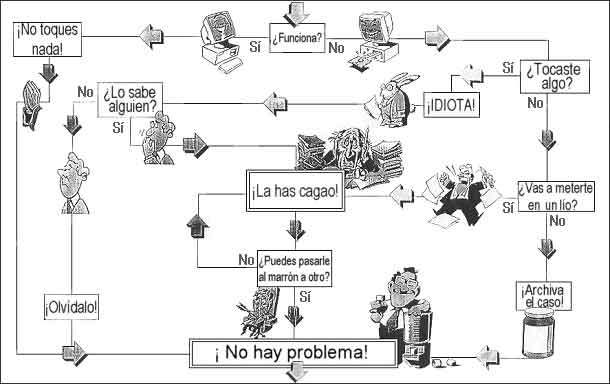 ¡No toques
nada!
¿Funciona?
Sí
No
¿Tocaste
algo?
Sí
No
¡IDIOTA!
¿Lo sabe
alguien?
No
Sí
¡La has cagao!
¿Vas a meterte
en un lío?
Sí
No
¿Puedes pasarle
al marrón a otro?
No
Sí
¡Archiva
el caso!
¡Olvídalo!
¡ No hay problema!